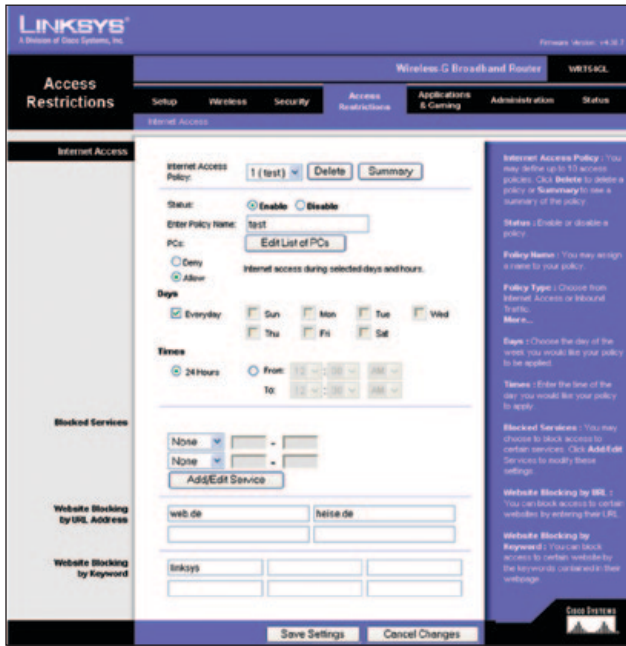 LINKSYS®
A Division of Cisco Systems, Inc.
Firmware Version: v4.30.7
Access Restrictions
Wireless-G Broadband Router WRT54GL
Setup Wireless Security Access Restrictions Applications & Gaming Administration Status
Internet Access
Internet Access
Internet Access Policy: 1 (test) Delete Summary
Status: Enable Disable
Enter Policy Name: test
PCs: Edit List of PCs
Deny
Allow Internet access during selected days and hours.
Days
Everyday Sun Mon Tue Wed
Thu Fri Sat
Times
24 Hours From: 12 : 00 AM
To: 12 : 00 AM
Blocked Services
None -
None -
Add/Edit Service
Website Blocking by URL Address
web.de heise.de
Website Blocking by Keyword
linksys
Save Settings Cancel Changes
Internet Access Policy : You
may define up to 10 access
policies. Click Delete to delete a
policy or Summary to see a
summary of the policy.
Status : Enable or disable a
policy.
Policy Name : You may assign
a name to your policy.
Policy Type : Choose from
Internet Access or Inbound
Traffic.
More...
Days : Choose the day of the
week you would like your policy
to be applied.
Times : Enter the time of the
day you would like your policy
to apply.
Blocked Services : You may
choose to block access to
certain services. Click Add/Edit
Services to modify these
settings.
Website Blocking by URL :
You can block access to certain
websites by entering their URL.
Website Blocking by
Keyword : You can block
access to certain website by
the keywords contained in their
webpage.
CISCO SYSTEMS